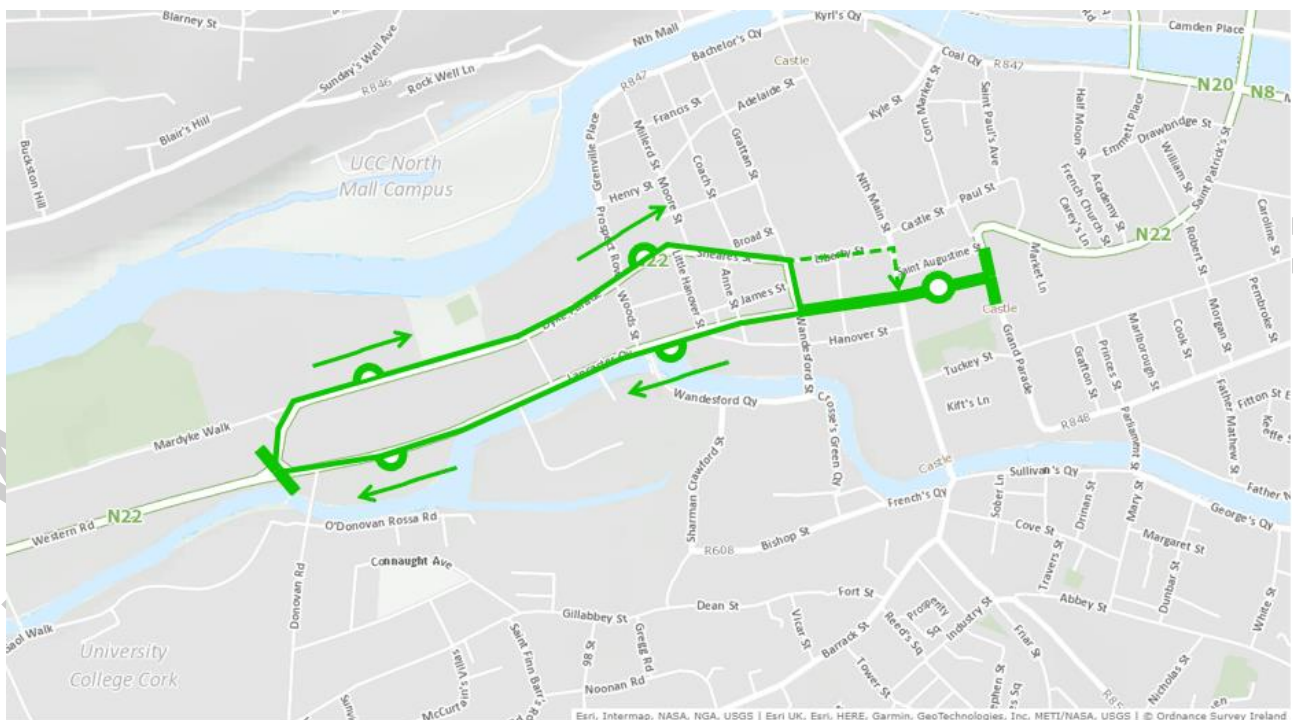 Blarney St
Sunday's Well Ave
Rock Well Ln
R846
Blair's Hill
Buckston Hill
UCC North
Mall Campus
Nth Mall
Bachelor's Qy
Kyrl's Qy
Castle
Coal Qy
R847
Camden Place
N20
N8
R847
Francis St
Adelaide St
Grenville Place
Millerd St
Grattan St
Kyle St
Corn Market St
Saint Paul's Ave
Half Moon St
Emmett Place
Drawbridge St
William St
Saint Patrick's St
Henry St
Moore St
Coach St
Nth Main St
Castle St
Paul St
French Church St
Carey's Ln
Academy St
Caroline St
Prospect Row
Broad St
Sheares St
Liberty St
Saint Augustine St
Market Ln
N22
Robert St
Dyke Parade
Woods St
Little Hanover St
Anne St
James St
Castle
Pembroke St
Morgan St
Cook St
Marlborough St
Princes St
Grafton St
Grand Parade
Hanover St
Wandesford St
Lancaster Qy
Tuckey St
Mardyke Walk
Wandesford Qy
Crosse's Green Qy
Kift's Ln
R848
Parliament St
Father Mathew St
Fitton St E
Keeffe S
Castle
Sullivan's Qy
French's Qy
N22
Western Rd
O'Donovan Rossa Rd
Sharman Crawford St
Sober Ln
Cove St
Drinan St
Mary St
Margaret St
George's Qy
Father N
Connaught Ave
Donovan Rd
R608
Bishop St
Travers St
Dunbar St
Abbey St
White St
Gillabbey St
Dean St
Fort St
Vicar St
Barrack St
Prosperity
Sq
Reed's Sq
Industry St
Friar St
aol Walk
University
College Cork
Saint Finn Barr
98 St
Gregg Rd
Noonan Rd
Tower St
Nicholas St
Esri, Intermap, NASA, NGA, USGS | Esri UK, Esri, HERE, Garmin, GeoTechnologies, Inc, METI/NASA, USGS | © Ordnance Survey Ireland